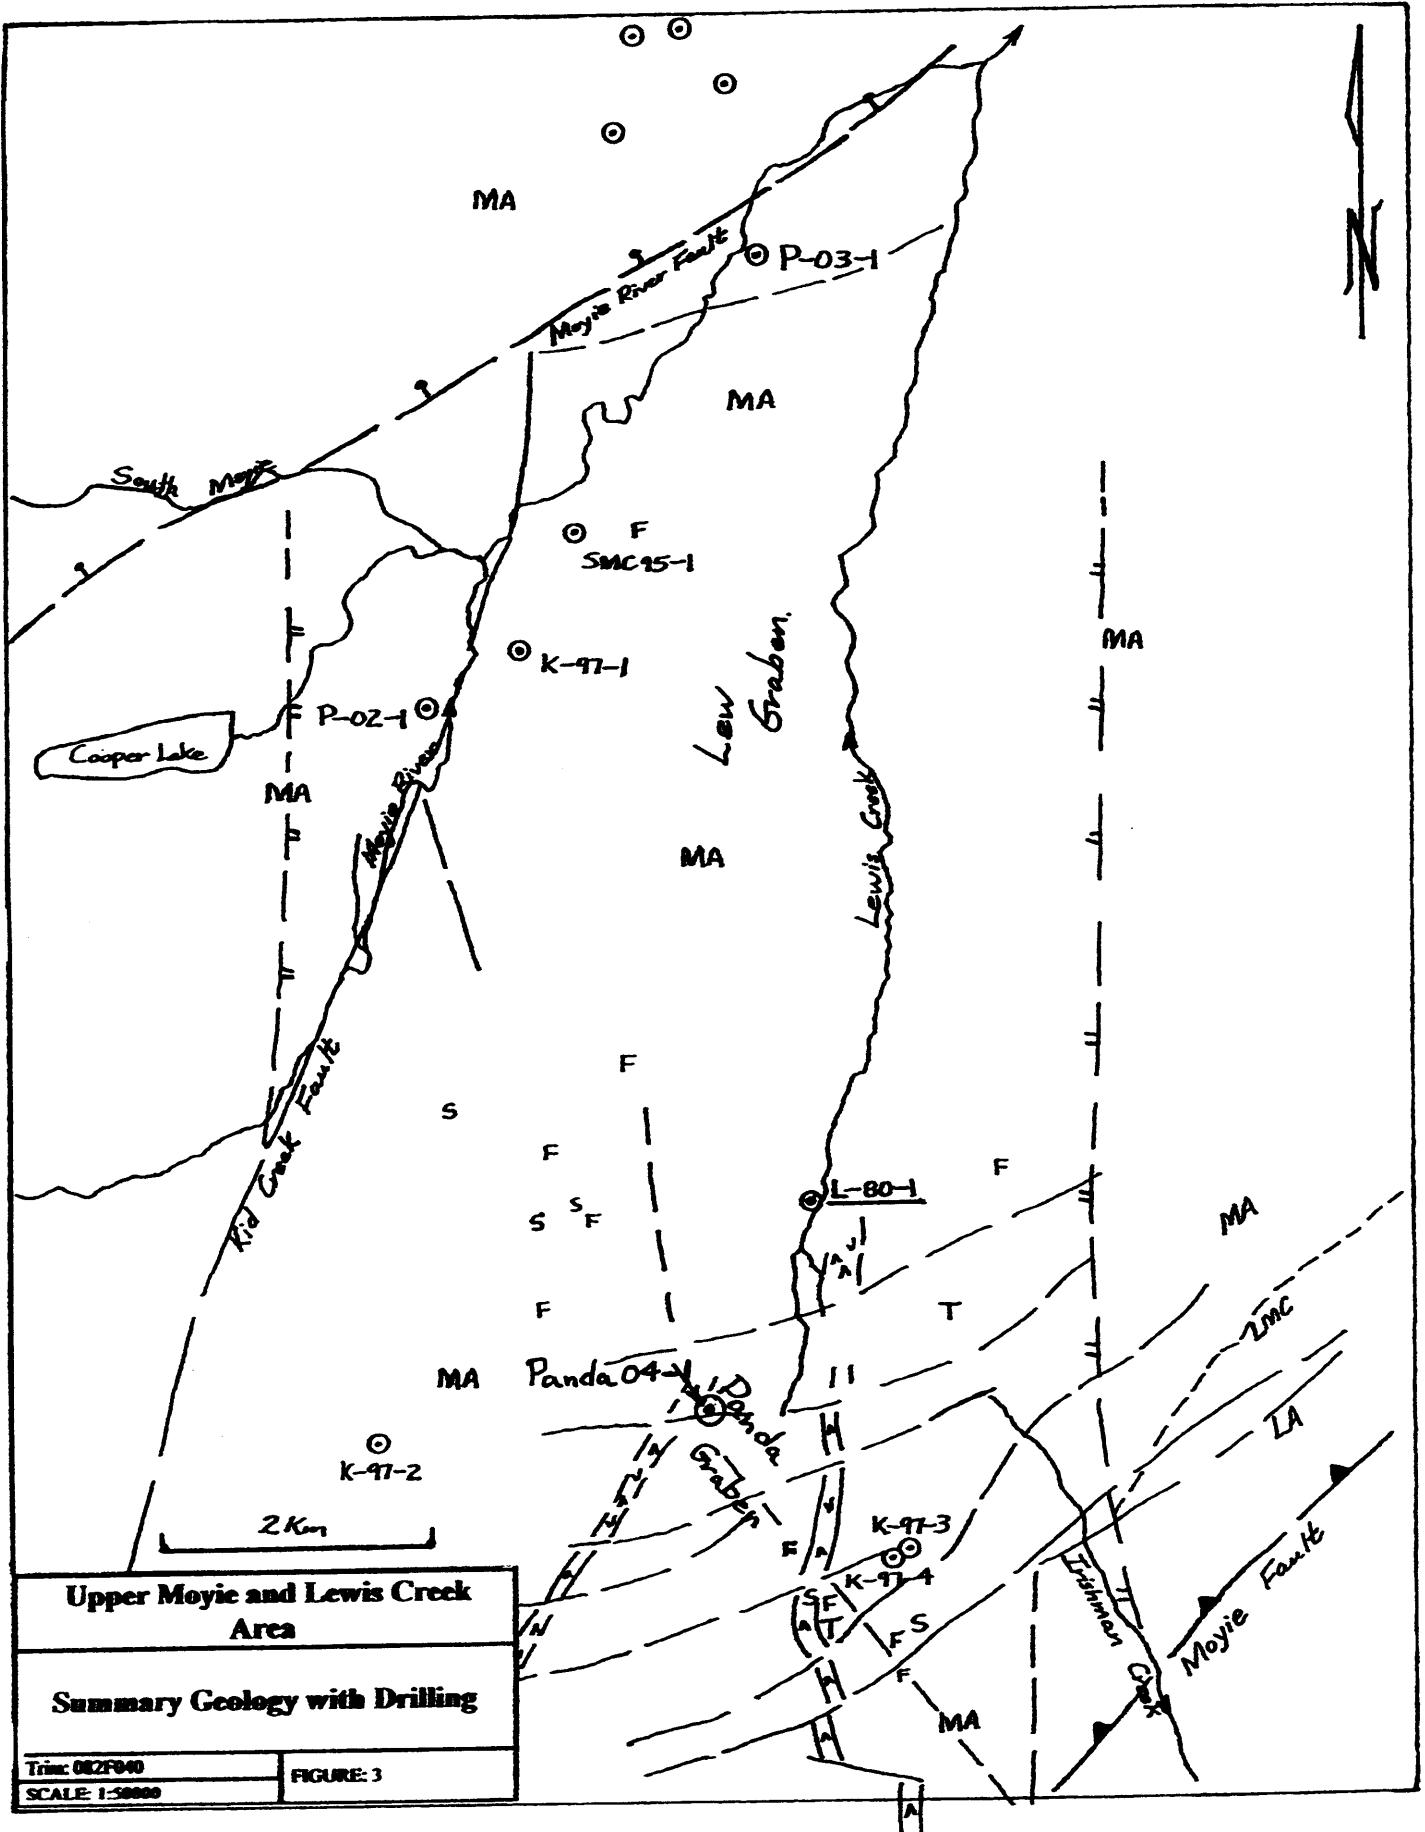 MA
P-03-1
Moyie River Fault
MA
South Moyie
F
SMC95-1
K-97-1
MA
P-02-1
Cooper Lake
Lew
Graben.
MA
Moyie River
Lewis Creek
MA
F
S
F
S
S
F
F
Rid Creek Fault
L-80-1
F
MA
T
LMC
MA
Panda 04-1
Panda
Graben
LA
K-97-2
2 Km
K-97-3
K-97-4
F
S
F
T
F
S
F
MA
Irishman Creek
Moyie Fault
N
Upper Moyie and Lewis Creek
Area
Summary Geology with Drilling
Trim: 082F040
SCALE: 1:50000
FIGURE: 3